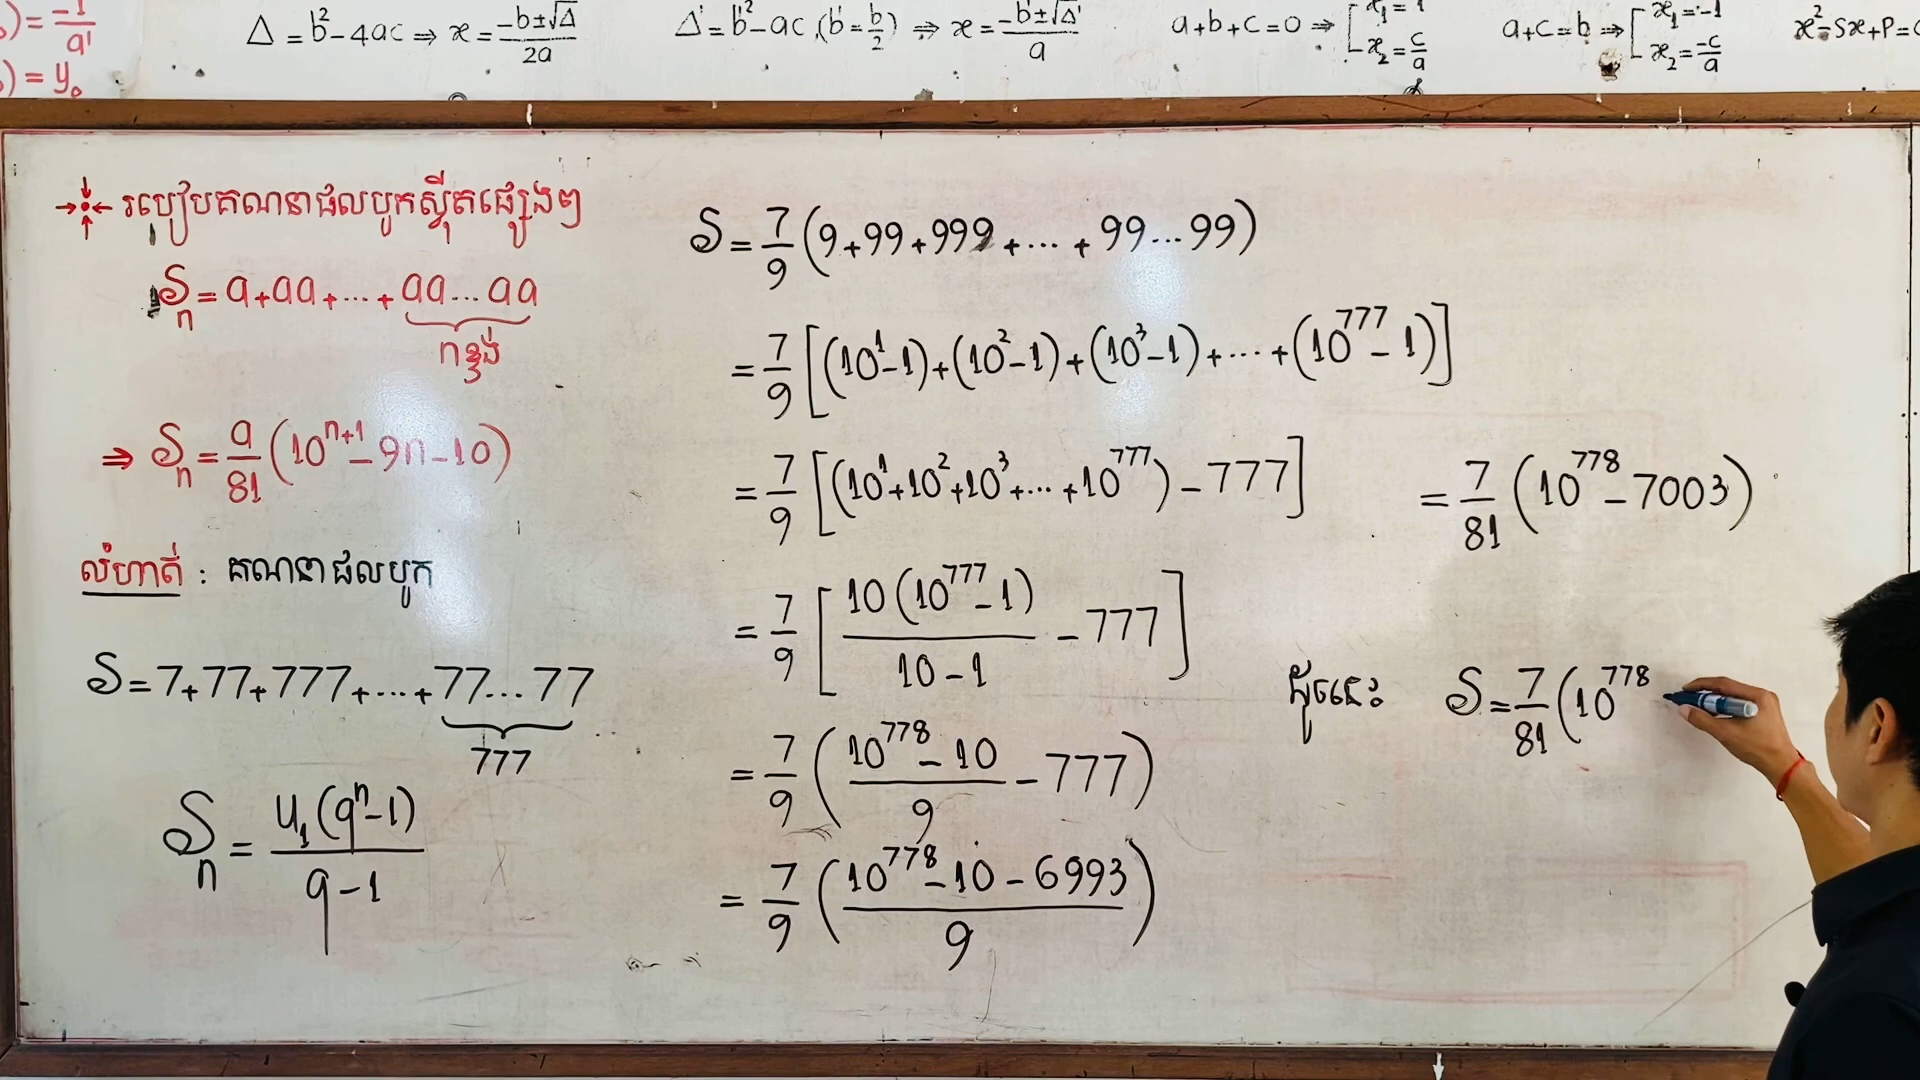 ) = -1/a'
) = y₀
Δ = b² - 4ac ⇒ x = (-b ± √Δ)/2a
Δ' = b'² - ac, (b' = b/2) ⇒ x = (-b' ± √Δ')/a
a + b + c = 0 ⇒ [ x₁ = 1
x₂ = c/a
a + c = b ⇒ [ x₁ = -1
x₂ = -c/a
x² - Sx + P =
របៀបគណនាផលបូកស្វ៊ីតផ្សេងៗ
Sₙ = a + aa + ... + aa...aa
n ខ្ទង់
⇒ Sₙ = a/81 (10ⁿ⁺¹ - 9n - 10)
លំហាត់ : គណនាផលបូក
S = 7 + 77 + 777 + ... + 77...77
777
Sₙ = u₁(qⁿ - 1)/(q - 1)
S = 7/9 (9 + 99 + 999 + ... + 99...99)
= 7/9 [(10¹ - 1) + (10² - 1) + (10³ - 1) + ... + (10⁷⁷⁷ - 1)]
= 7/9 [(10¹ + 10² + 10³ + ... + 10⁷⁷⁷) - 777]
= 7/9 [10(10⁷⁷⁷ - 1)/(10 - 1) - 777]
= 7/9 ((10⁷⁷⁸ - 10)/9 - 777)
= 7/9 ((10⁷⁷⁸ - 10 - 6993)/9)
= 7/81 (10⁷⁷⁸ - 7003)
ដូចនេះ S = 7/81 (10⁷⁷⁸